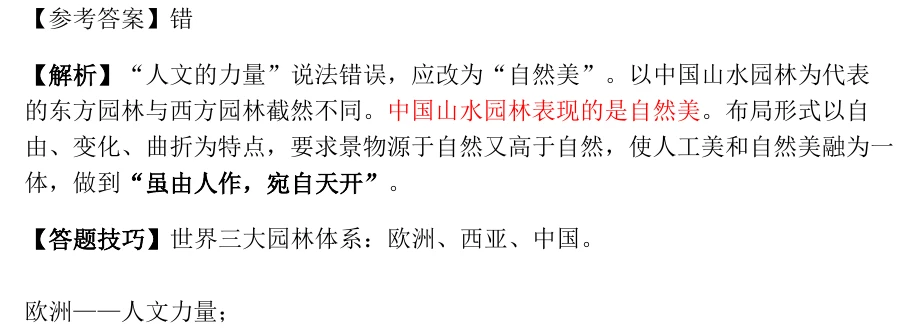 【参考答案】错
【解析】“人文的力量”说法错误，应改为“自然美”。以中国山水园林为代表
的东方园林与西方园林截然不同。中国山水园林表现的是自然美。布局形式以自
由、变化、曲折为特点，要求景物源于自然又高于自然，使人工美和自然美融为一
体，做到“虽由人作，宛自天开”。
【答题技巧】世界三大园林体系：欧洲、西亚、中国。
欧洲——人文力量；